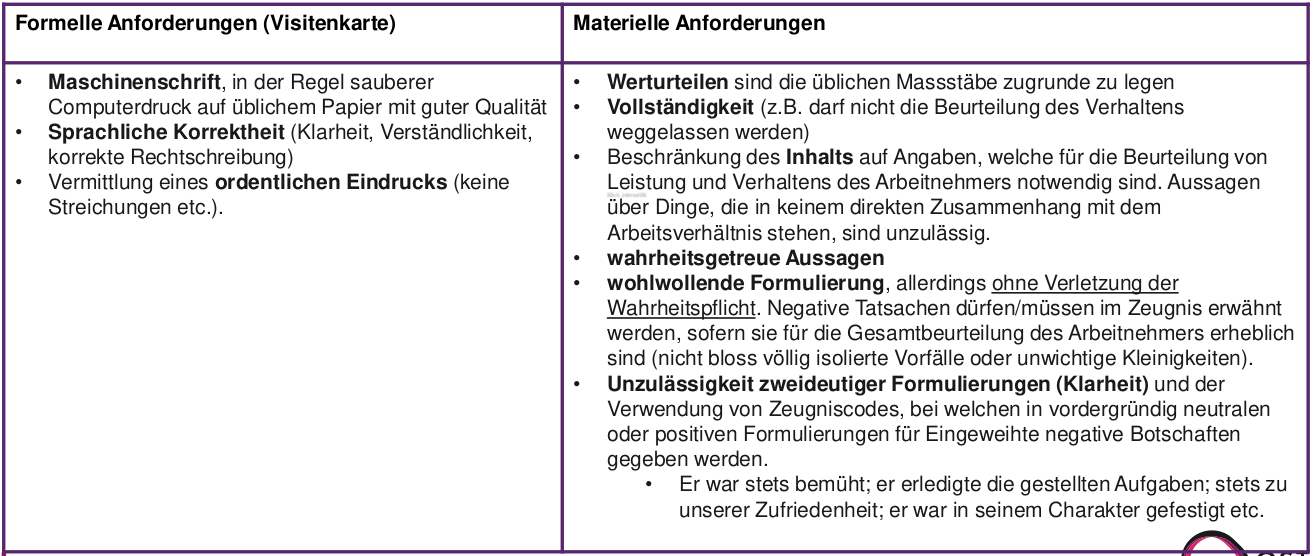 Formelle Anforderungen (Visitenkarte)
Maschinenschrift, in der Regel sauberer
Computerdruck auf üblichem Papier mit guter Qualität
Sprachliche Korrektheit (Klarheit, Verständlichkeit,
korrekte Rechtschreibung)
Vermittlung eines ordentlichen Eindrucks (keine
Streichungen etc.).
Materielle Anforderungen
Werturteilen sind die üblichen Massstäbe zugrunde zu legen
Vollständigkeit (z.B. darf nicht die Beurteilung des Verhaltens
weggelassen werden)
Beschränkung des Inhalts auf Angaben, welche für die Beurteilung von
Leistung und Verhaltens des Arbeitnehmers notwendig sind. Aussagen
über Dinge, die in keinem direkten Zusammenhang mit dem
Arbeitsverhältnis stehen, sind unzulässig.
wahrheitsgetreue Aussagen
wohlwollende Formulierung, allerdings ohne Verletzung der
Wahrheitspflicht. Negative Tatsachen dürfen/müssen im Zeugnis erwähnt
werden, sofern sie für die Gesamtbeurteilung des Arbeitnehmers erheblich
sind (nicht bloss völlig isolierte Vorfälle oder unwichtige Kleinigkeiten).
Unzulässigkeit zweideutiger Formulierungen (Klarheit) und der
Verwendung von Zeugniscodes, bei welchen in vordergründig neutralen
oder positiven Formulierungen für Eingeweihte negative Botschaften
gegeben werden.
Er war stets bemüht; er erledigte die gestellten Aufgaben; stets zu
unserer Zufriedenheit; er war in seinem Charakter gefestigt etc.